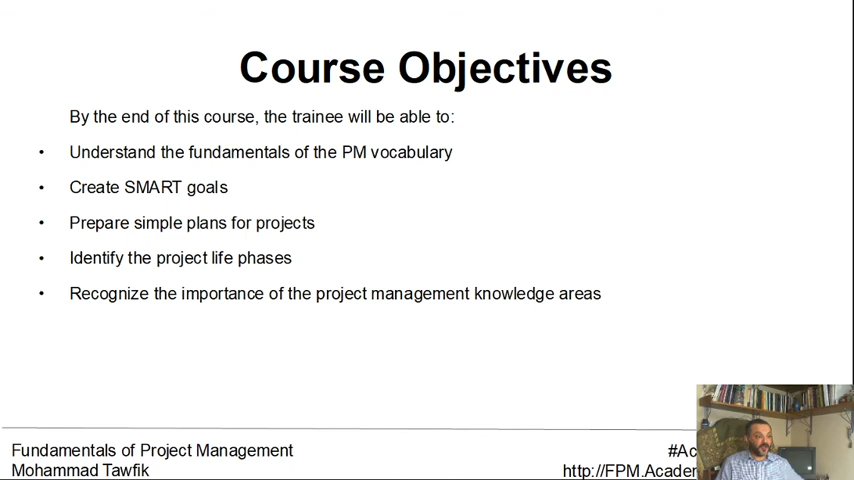 Course Objectives
By the end of this course, the trainee will be able to:
• Understand the fundamentals of the PM vocabulary
• Create SMART goals
• Prepare simple plans for projects
• Identify the project life phases
• Recognize the importance of the project management knowledge areas
Fundamentals of Project Management
#Ac
Mohammad Tawfik
http://FPM.Academ